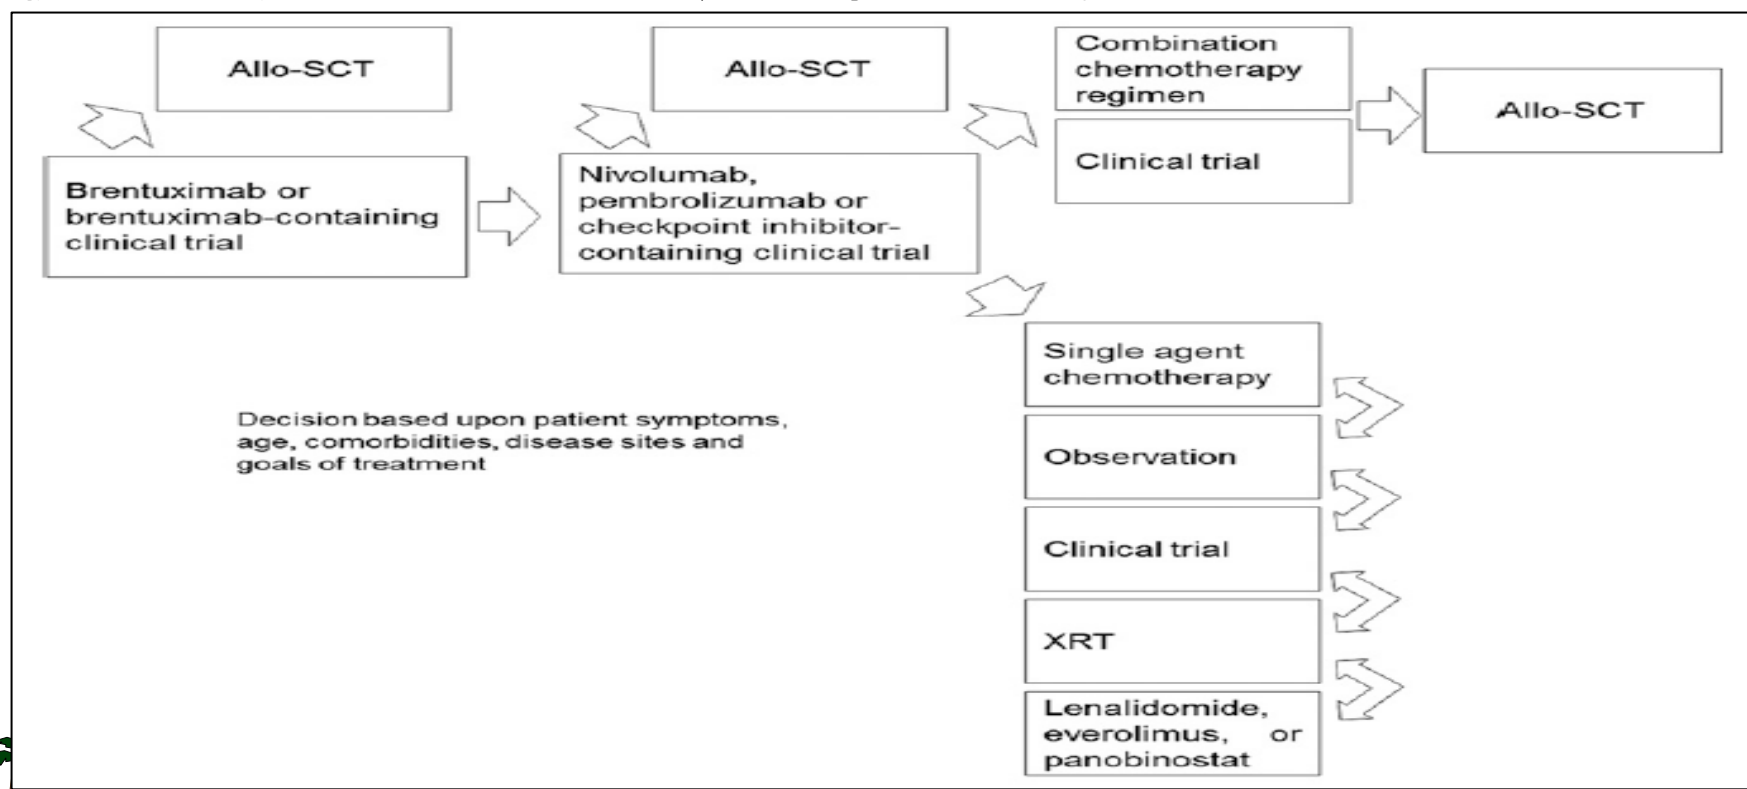 Allo-SCT
Allo-SCT
Combination
chemotherapy
regimen
Allo-SCT
Clinical trial
Brentuximab or
brentuximab-containing
clinical trial
Nivolumab,
pembrolizumab or
checkpoint inhibitor-
containing clinical trial
Single agent
chemotherapy
Decision based upon patient symptoms,
age, comorbidities, disease sites and
goals of treatment
Observation
Clinical trial
XRT
Lenalidomide,
everolimus, or
panobinostat